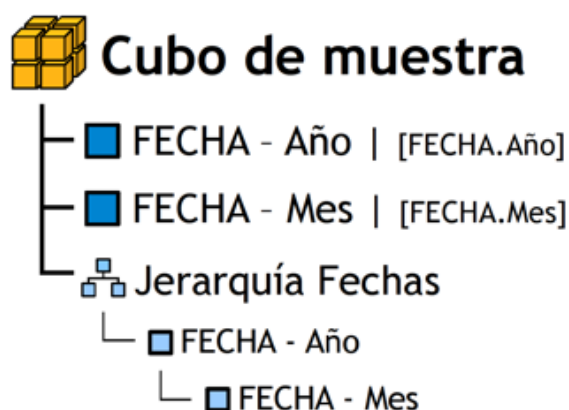 Cubo de muestra
FECHA – Año | [FECHA.Año]
FECHA – Mes | [FECHA.Mes]
Jerarquía Fechas
FECHA - Año
FECHA - Mes